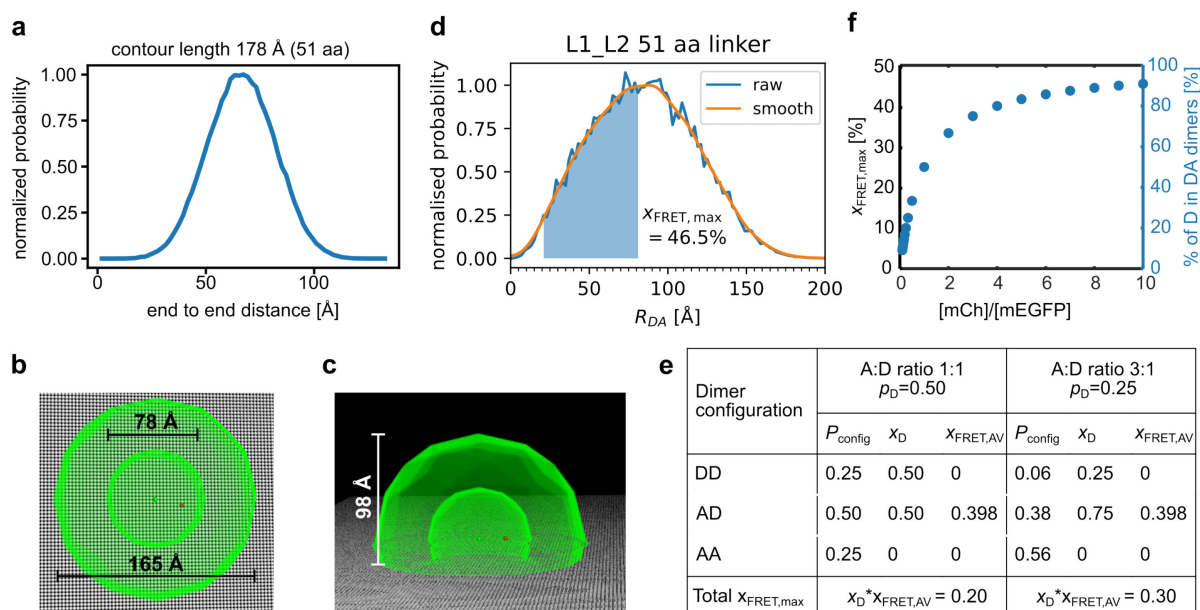 a
contour length 178 Å (51 aa)
normalized probability
1.00
0.75
0.50
0.25
0.00
0
50
100
end to end distance [Å]
d
L1_L2 51 aa linker
normalised probability
1.00
0.75
0.50
0.25
0.00
raw
smooth
xFRET, max
= 46.5%
0
50
100
150
200
RDA [Å]
f
xFRET,max [%]
50
40
30
20
10
0
% of D in DA dimers [%]
100
80
60
40
20
0
0
2
4
6
8
10
[mCh]/[mEGFP]
b
78 Å
165 Å
c
98 Å
e
Dimer configuration
A:D ratio 1:1
pD=0.50
A:D ratio 3:1
pD=0.25
Pconfig xD xFRET,AV Pconfig xD xFRET,AV
DD 0.25 0.50 0 0.06 0.25 0
AD 0.50 0.50 0.398 0.38 0.75 0.398
AA 0.25 0 0 0.56 0 0
Total xFRET,max xD*xFRET,AV = 0.20 xD*xFRET,AV = 0.30